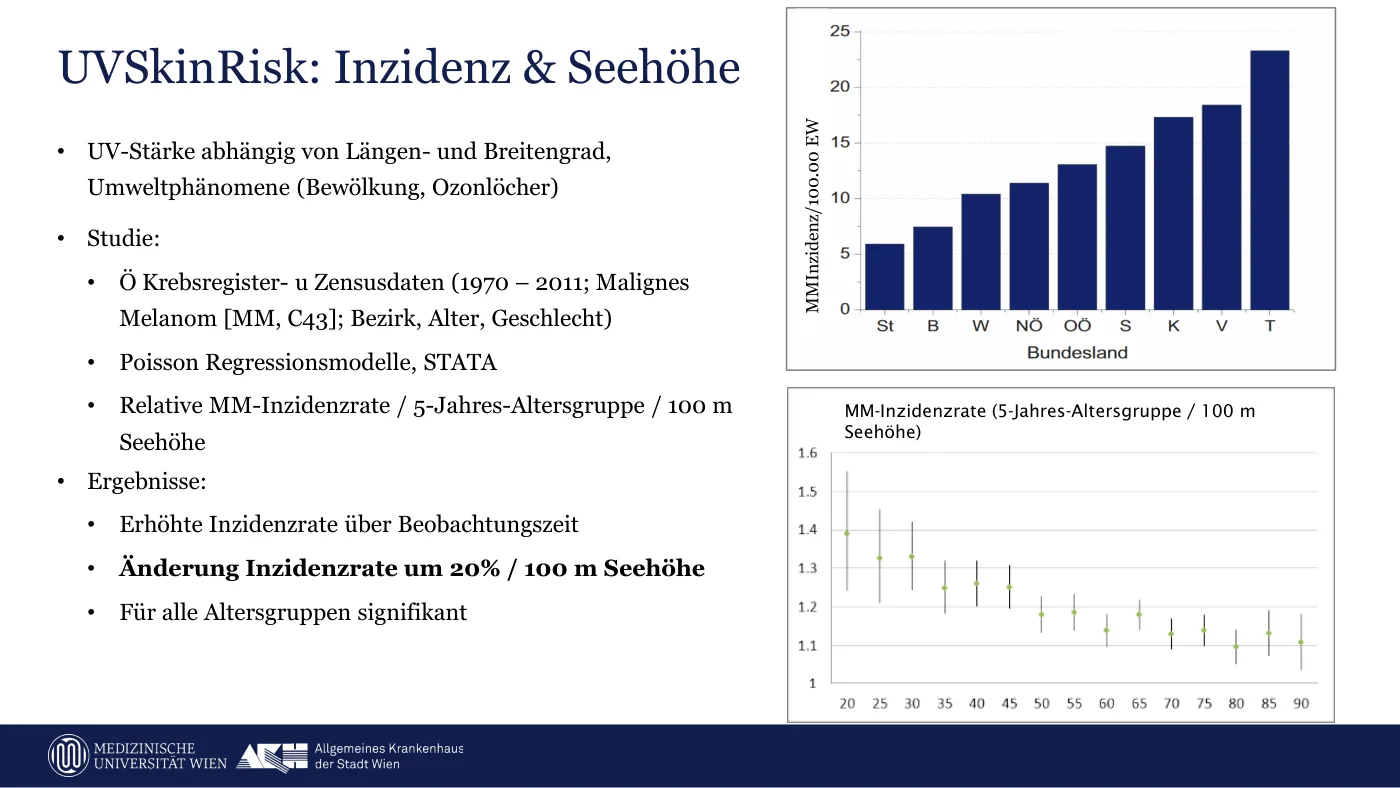 UVSkinRisk: Inzidenz & Seehöhe
• UV-Stärke abhängig von Längen- und Breitengrad,
Umweltphänomene (Bewölkung, Ozonlöcher)
• Studie:
• Ö Krebsregister- u Zensusdaten (1970 – 2011; Malignes
Melanom [MM, C43]; Bezirk, Alter, Geschlecht)
• Poisson Regressionsmodelle, STATA
• Relative MM-Inzidenzrate / 5-Jahres-Altersgruppe / 100 m
Seehöhe
• Ergebnisse:
• Erhöhte Inzidenzrate über Beobachtungszeit
• Änderung Inzidenzrate um 20% / 100 m Seehöhe
• Für alle Altersgruppen signifikant
MMInzidenz/100.00 EW
25
20
15
10
5
0
St B W NÖ OÖ S K V T
Bundesland
MM-Inzidenzrate (5-Jahres-Altersgruppe / 100 m
Seehöhe)
1.6
1.5
1.4
1.3
1.2
1.1
1
20 25 30 35 40 45 50 55 60 65 70 75 80 85 90
MEDIZINISCHE
UNIVERSITÄT WIEN
AKH
Allgemeines Krankenhaus
der Stadt Wien